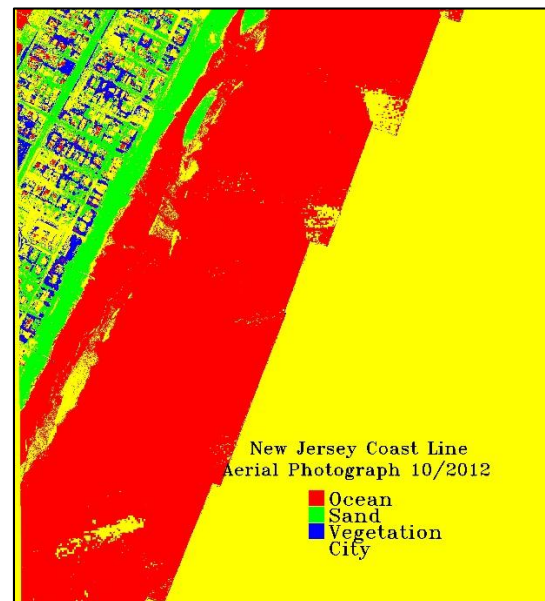 New Jersey Coast Line
Aerial Photograph 10/2012
Ocean
Sand
Vegetation
City